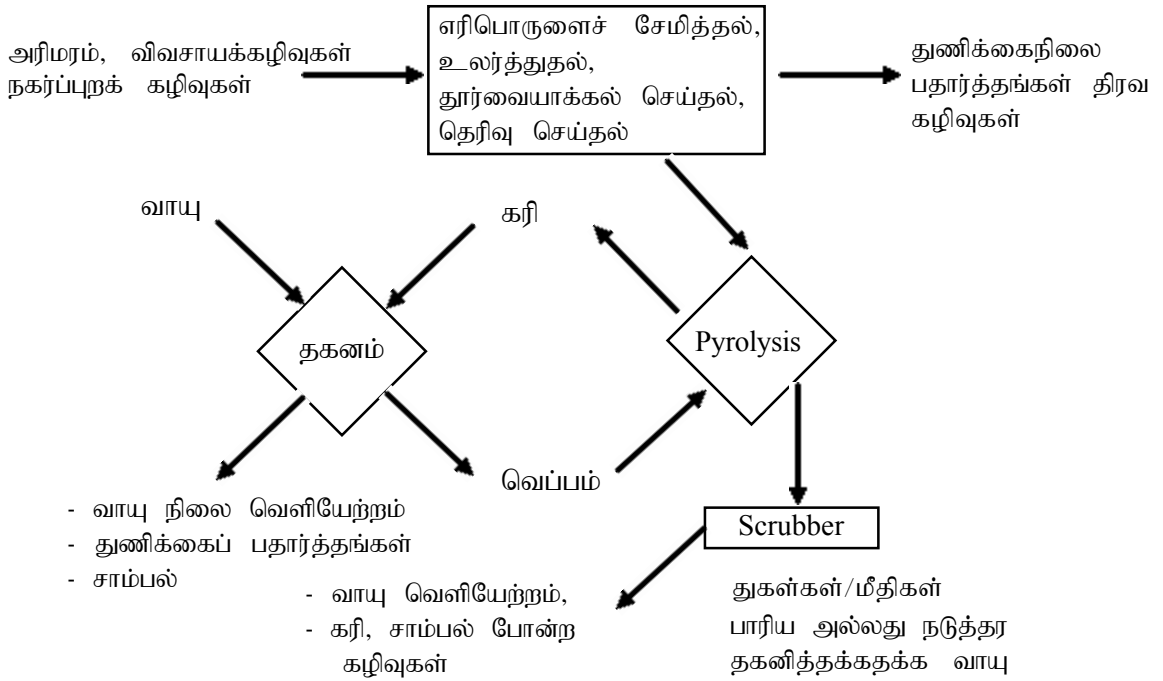 அரிமரம், விவசாயக்கழிவுகள்
நகர்ப்புறக் கழிவுகள்
எரிபொருளைச் சேமித்தல்,
உலர்த்துதல்,
தூர்வையாக்கல் செய்தல்,
தெரிவு செய்தல்
துணிக்கைநிலை
பதார்த்தங்கள் திரவ
கழிவுகள்
வாயு
கரி
தகனம்
Pyrolysis
வெப்பம்
- வாயு நிலை வெளியேற்றம்
- துணிக்கைப் பதார்த்தங்கள்
- சாம்பல்
Scrubber
- வாயு வெளியேற்றம்,
- கரி, சாம்பல் போன்ற
கழிவுகள்
துகள்கள்/மீதிகள்
பாரிய அல்லது நடுத்தர
தகனித்தக்கதக்க வாயு